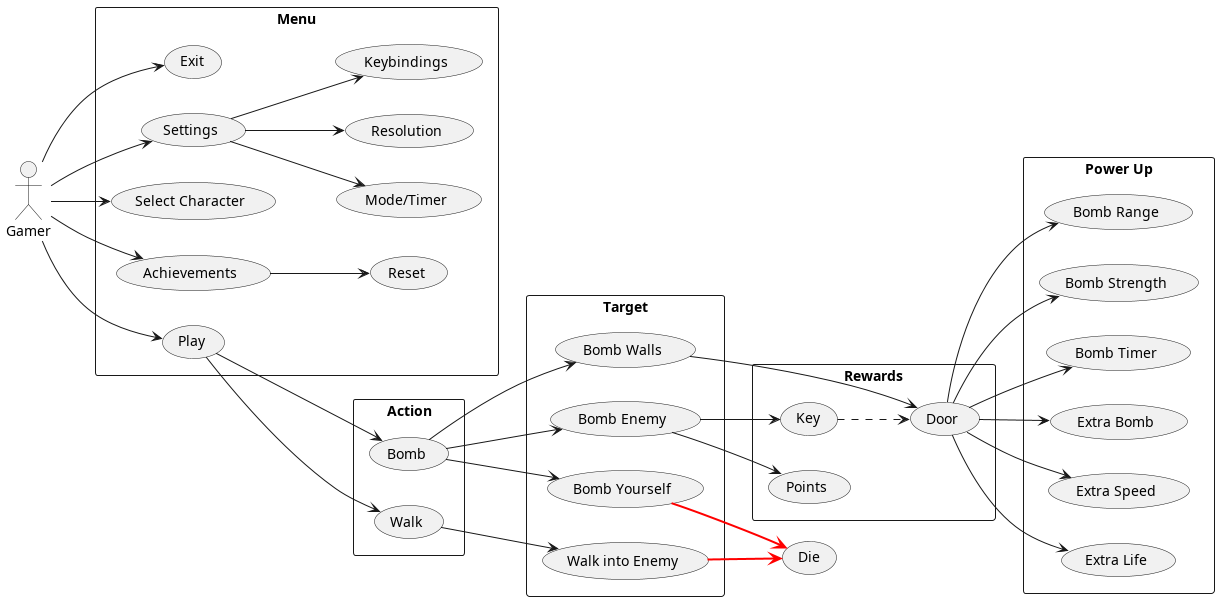 Menu
Exit
Keybindings
Settings
Resolution
Select Character
Mode/Timer
Gamer
Achievements
Reset
Play
Action
Bomb
Walk
Target
Bomb Walls
Bomb Enemy
Bomb Yourself
Walk into Enemy
Rewards
Key
Door
Points
Die
Power Up
Bomb Range
Bomb Strength
Bomb Timer
Extra Bomb
Extra Speed
Extra Life